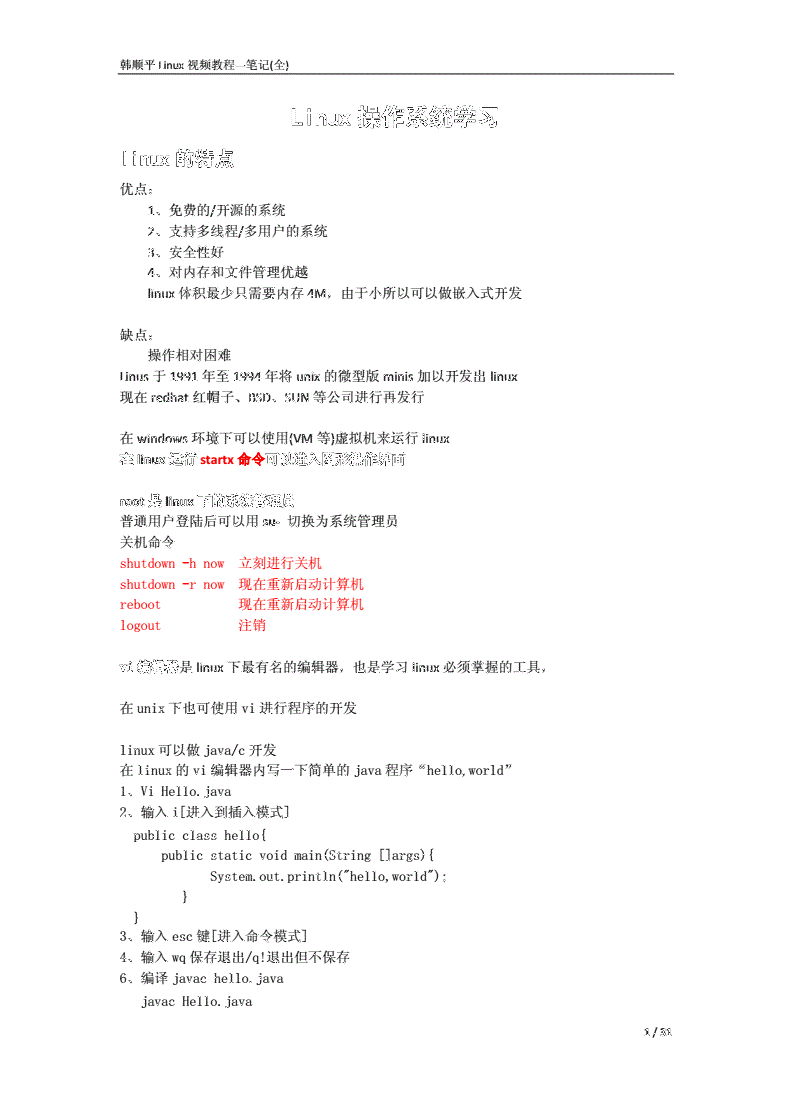 韩顺平 Linux 视频教程—笔记(全)
Linux 操作系统学习
Linux 的特点
优点:
1、免费的/开源的系统
2、支持多线程/多用户的系统
3、安全性好
4、对内存和文件管理优越
linux 体积最少只需要内存 4M，由于小所以可以做嵌入式开发
缺点:
操作相对困难
Linus 于 1991 年至 1994 年将 unix 的微型版 minis 加以开发出 linux
现在 redhat 红帽子、BSD、SUN 等公司进行再发行
在 windows 环境下可以使用(VM 等)虚拟机来运行 linux
在 linux 运行 startx 命令可以进入图形操作界面
root 是 linux 下的系统管理员
普通用户登陆后可以用 su- 切换为系统管理员
关机命令
shutdown -h now 立刻进行关机
shutdown -r now 现在重新启动计算机
reboot 现在重新启动计算机
logout 注销
vi 编辑器是 linux 下最有名的编辑器，也是学习 linux 必须掌握的工具，
在 unix 下也可使用 vi 进行程序的开发
linux 可以做 java/c 开发
在 linux 的 vi 编辑器内写一下简单的 java 程序“hello,world”
1、Vi Hello.java
2、输入 i[进入到插入模式]
public class hello{
public static void main(String []args){
System.out.println("hello,world");
}
}
3、输入 esc 键[进入命令模式]
4、输入 wq 保存退出/q!退出但不保存
6、编译 javac hello.java
javac Hello.java
1 / 31